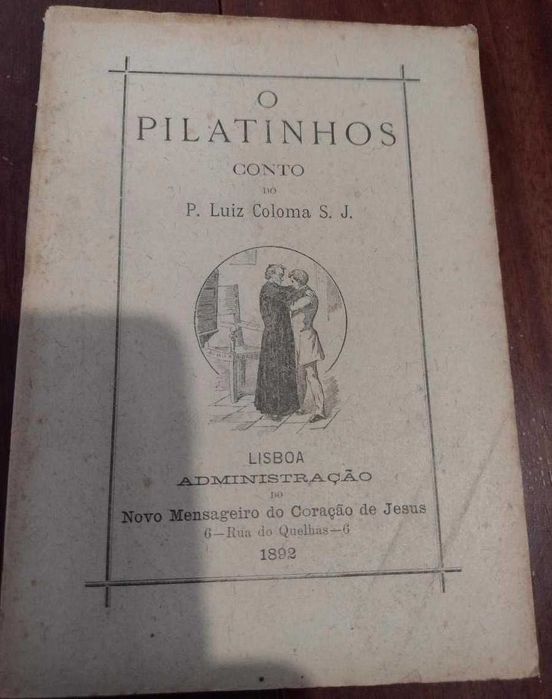 O
PILATINHOS
CONTO
DO
P. Luiz Coloma S. J.
LISBOA
ADMINISTRAÇÃO
DO
Novo Mensageiro do Coração de Jesus
6—Rua do Quelhas—6
1892